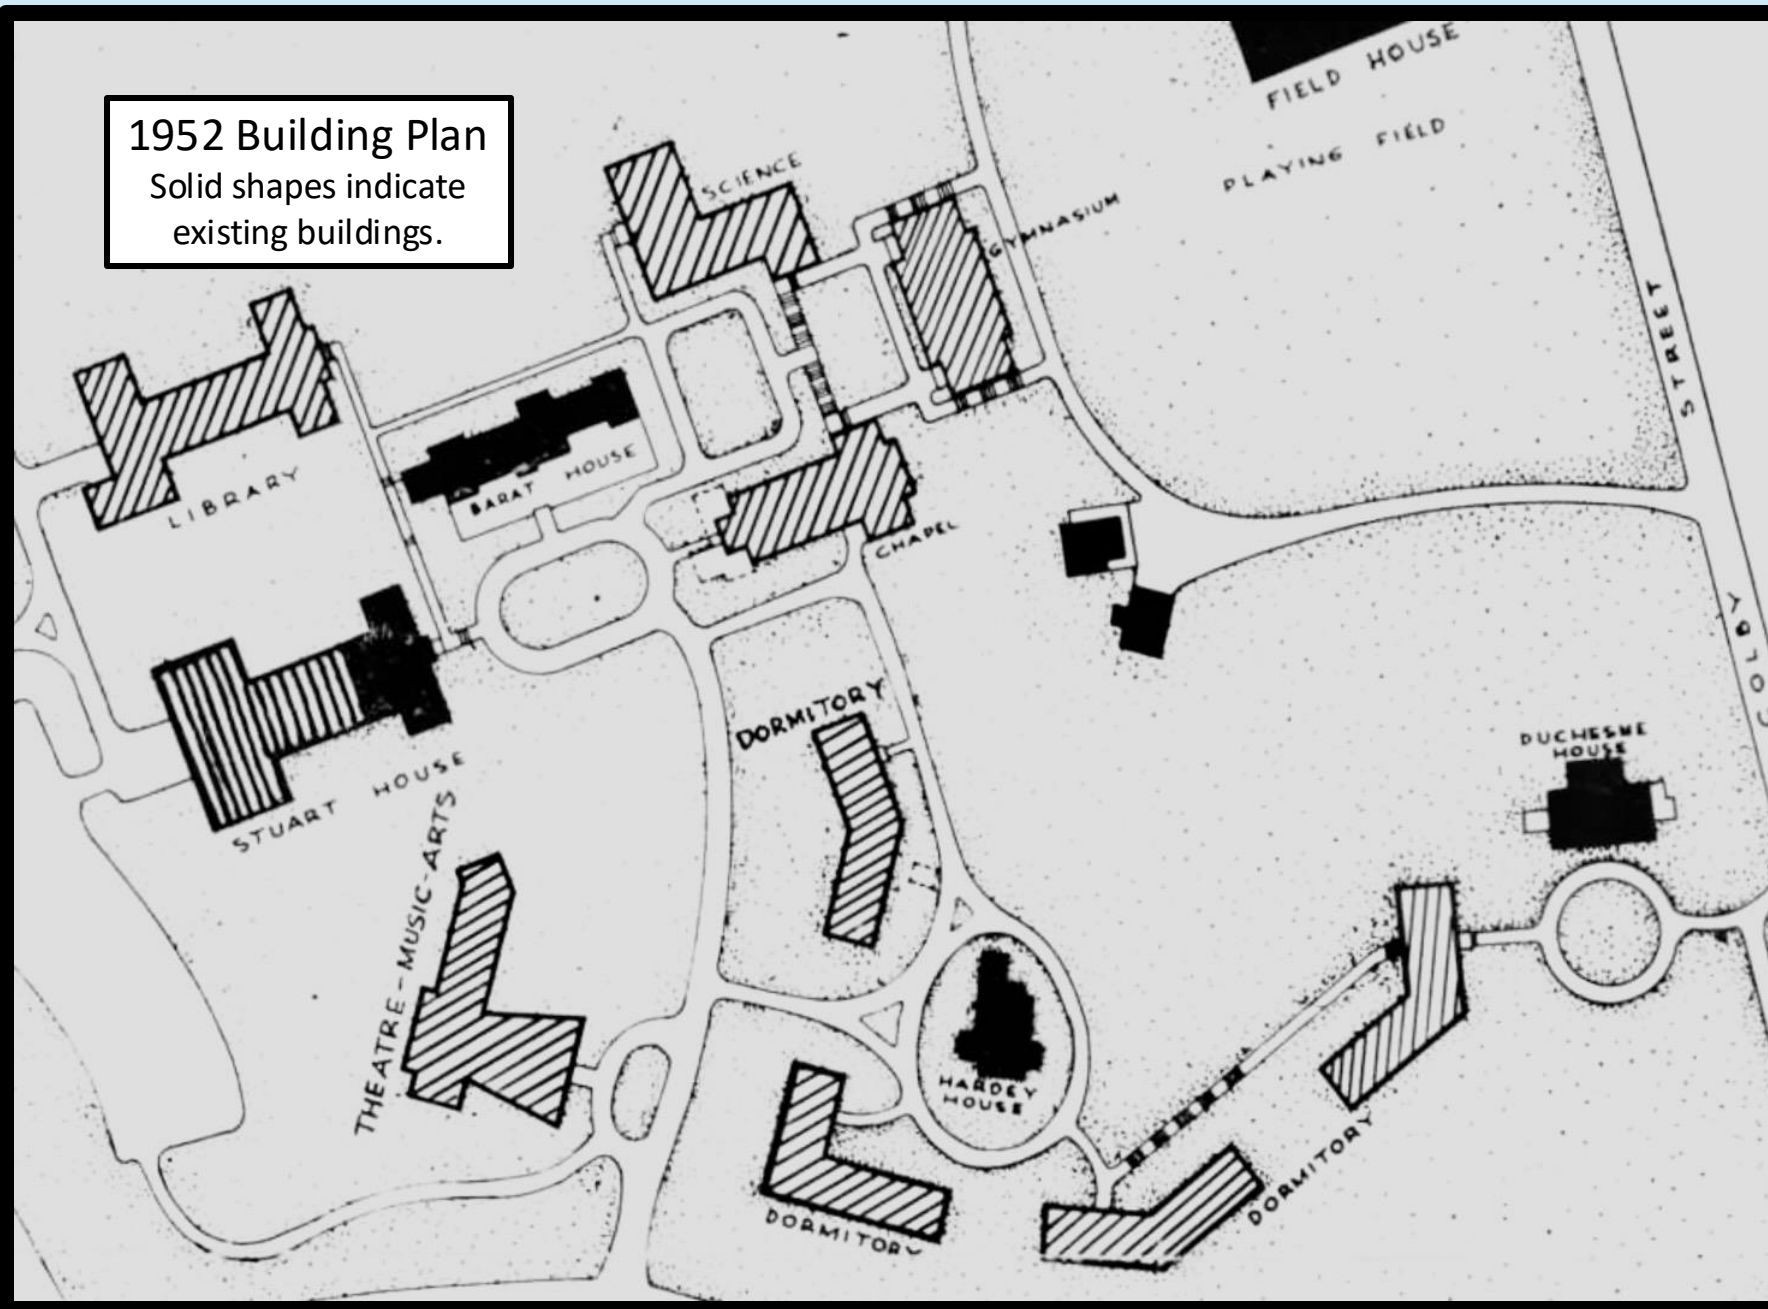 1952 Building Plan
Solid shapes indicate
existing buildings.
FIELD HOUSE
PLAYING FIELD
SCIENCE
GYMNASIUM
STREET
LIBRARY
BARAT HOUSE
CHAPEL
COLBY
DORMITORY
DUCHESNE
HOUSE
STUART HOUSE
THEATRE-MUSIC-ARTS
HARDEY
HOUSE
DORMITORY
DORMITORY